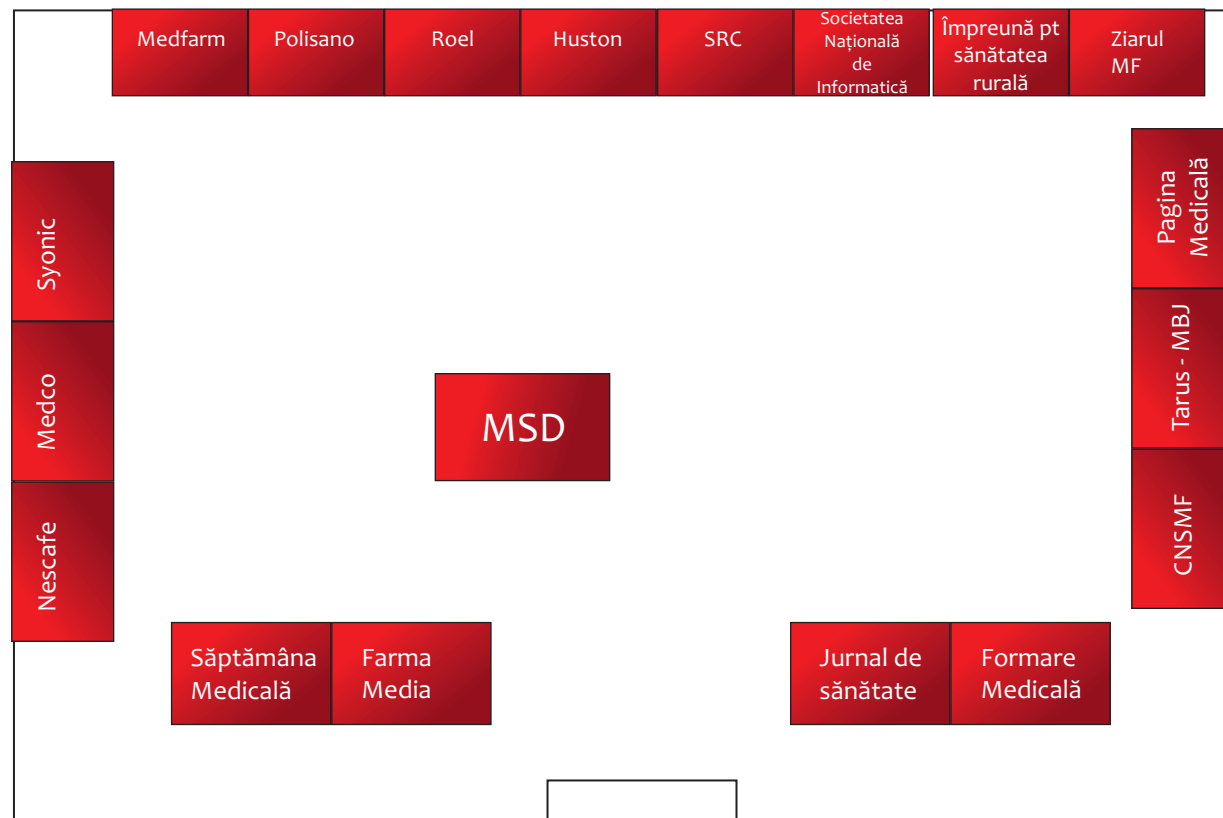 Medfarm
Polisano
Roel
Huston
SRC
Societatea
Națională
de
Informatică
Împreună pt
sănătatea
rurală
Ziarul
MF
Syonic
Medco
Nescafe
Pagina
Medicală
Tarus - MBJ
CNSMF
MSD
Săptămâna
Medicală
Farma
Media
Jurnal de
sănătate
Formare
Medicală